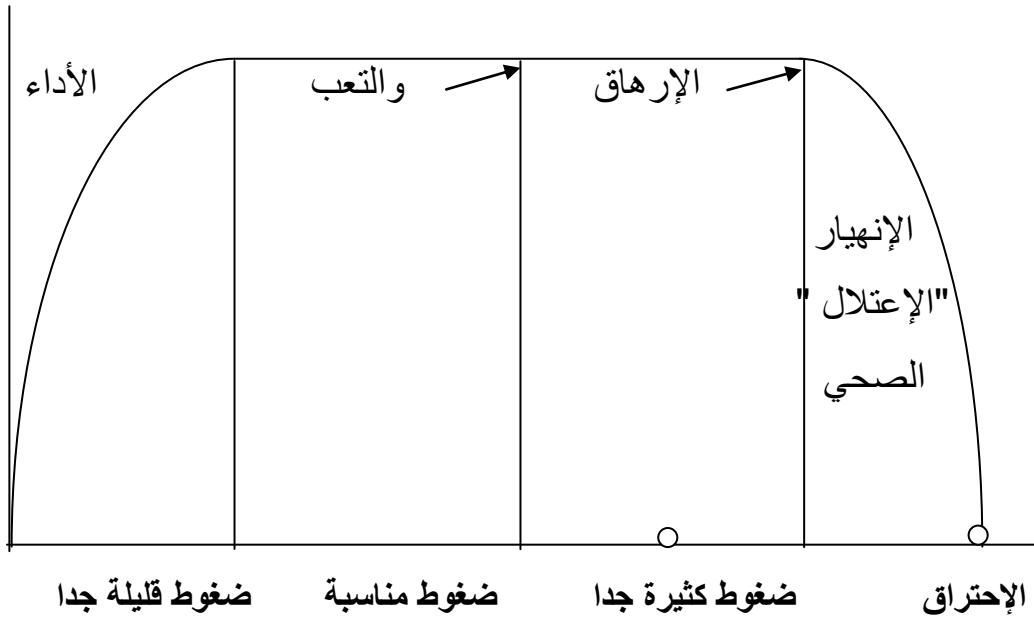 الأداء
والتعب
الإرهاق
الإنهيار
"الإعتلال "
الصحي
ضغوط قليلة جدا
ضغوط مناسبة
ضغوط كثيرة جدا
الإحتراق